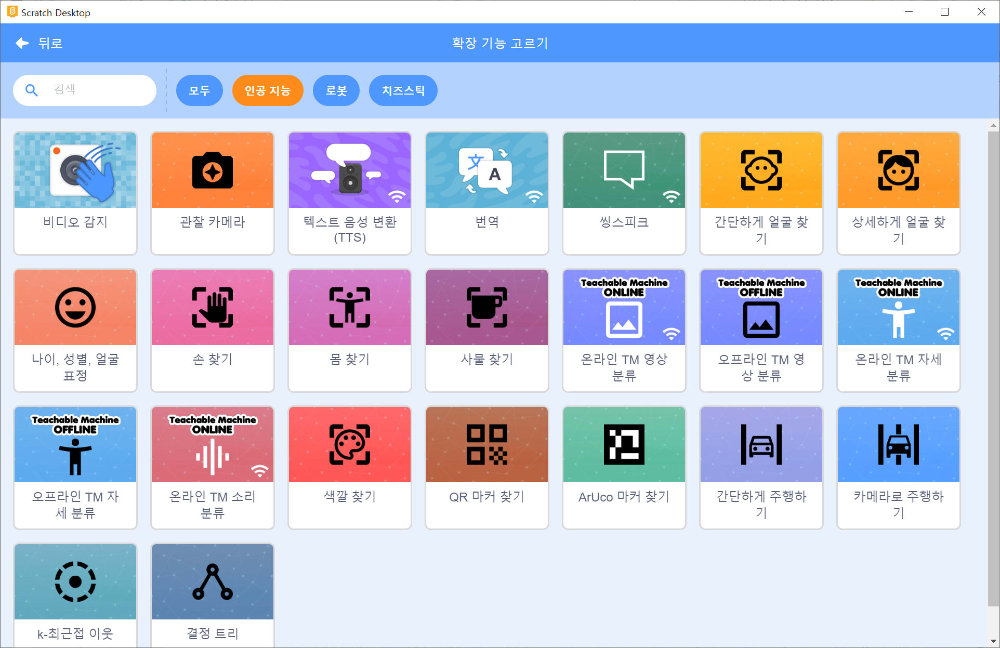 Scratch Desktop
뒤로
확장 기능 고르기
검색
모두
인공 지능
로봇
치즈스틱
文
A
비디오 감지
관찰 카메라
텍스트 음성 변환
(TTS)
번역
씽스피크
간단하게 얼굴 찾
기
상세하게 얼굴 찾
기
나이, 성별, 얼굴
표정
손 찾기
몸 찾기
사물 찾기
Teachable Machine
ONLINE
온라인 TM 영상
분류
Teachable Machine
OFFLINE
오프라인 TM 영
상 분류
Teachable Machine
ONLINE
온라인 TM 자세
분류
Teachable Machine
OFFLINE
오프라인 TM 자
세 분류
Teachable Machine
ONLINE
온라인 TM 소리
분류
색깔 찾기
QR 마커 찾기
ArUco 마커 찾기
간단하게 주행하
기
카메라로 주행하
기
k-최근접 이웃
결정 트리